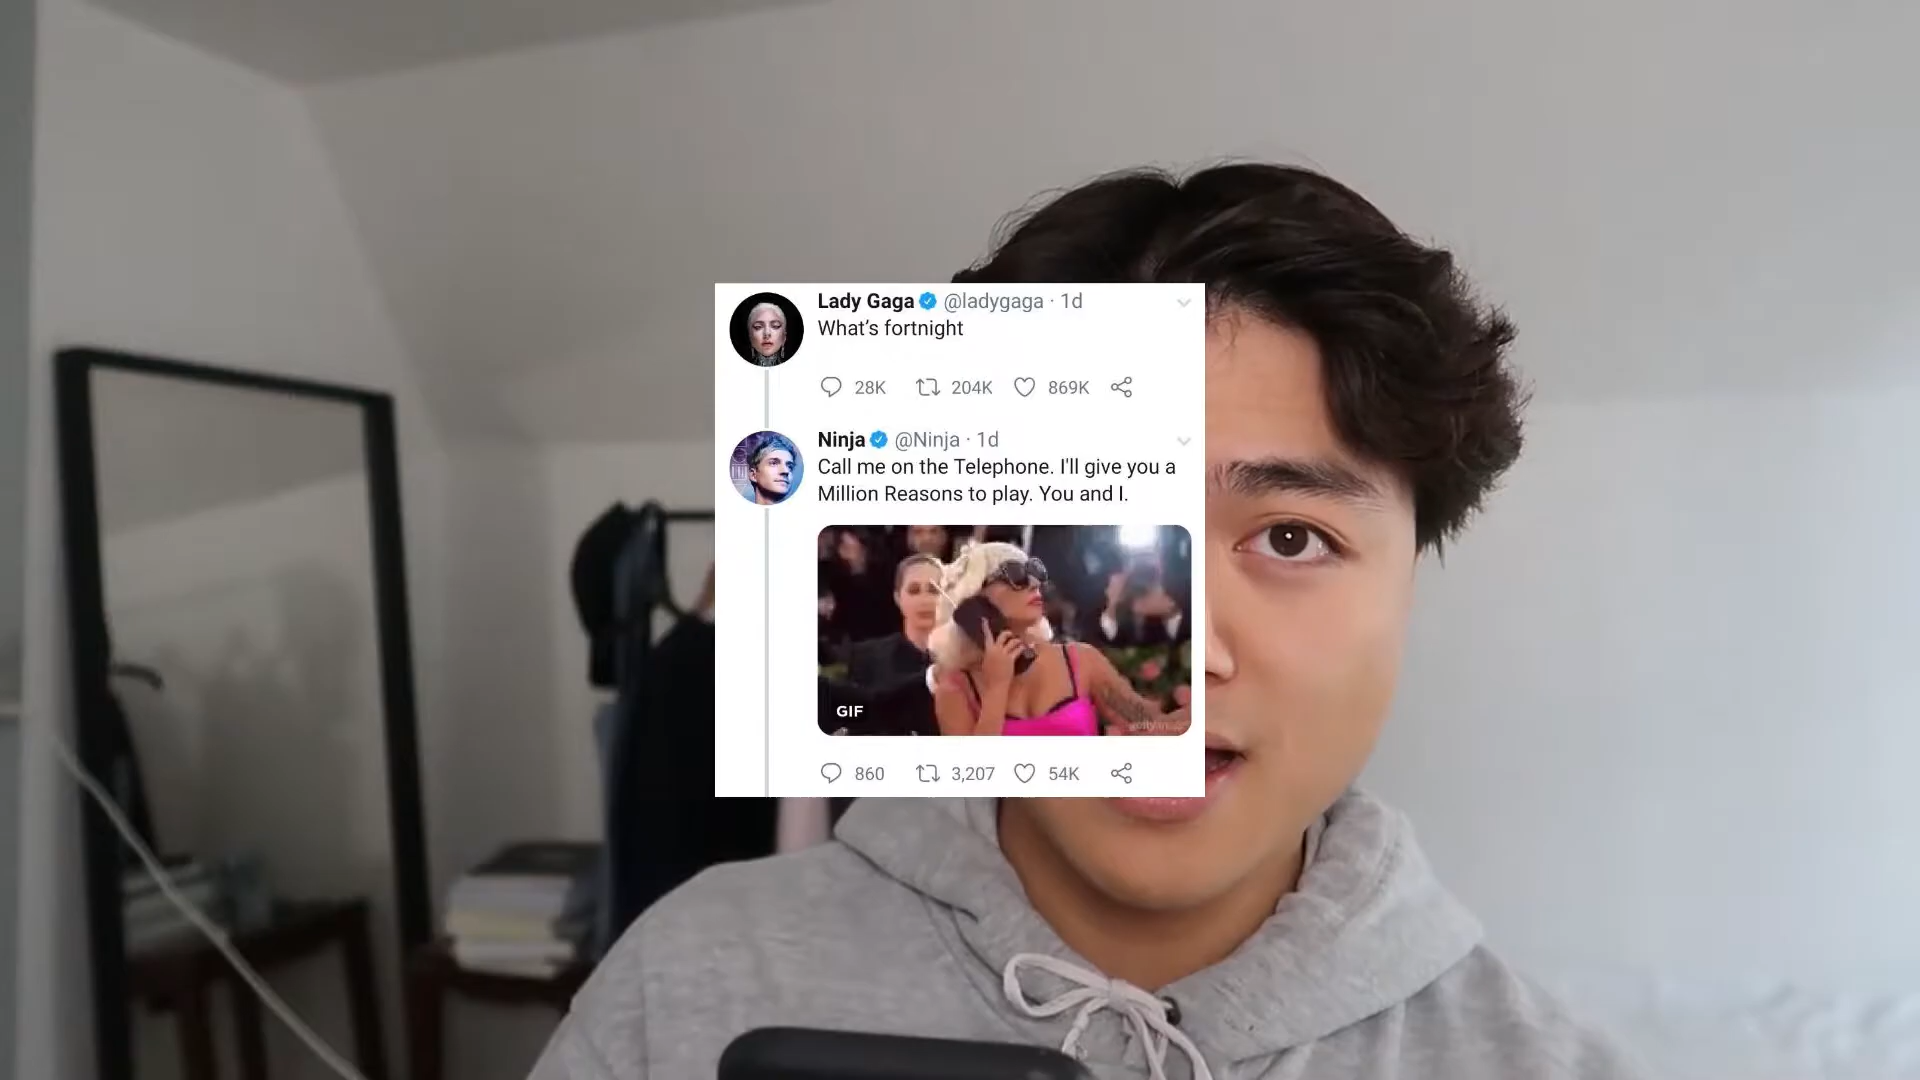 Lady Gaga @ladygaga · 1d
What’s fortnight
28K 204K 869K
Ninja @Ninja · 1d
Call me on the Telephone. I'll give you a
Million Reasons to play. You and I.
GIF
860 3,207 54K